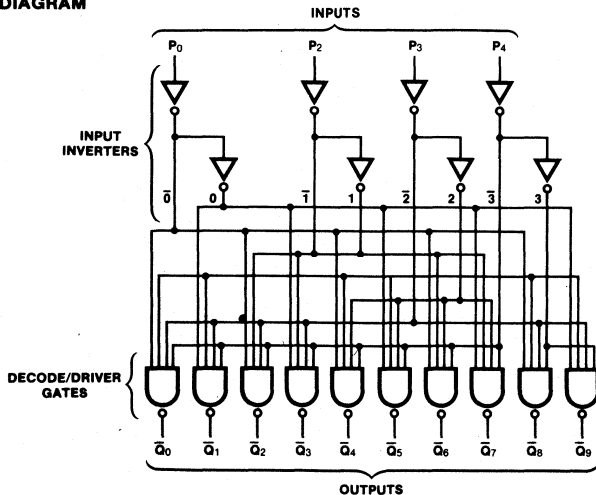 DIAGRAM
INPUTS
P0 P2 P3 P4
INPUT
INVERTERS
0̅ 0 1̅ 1 2̅ 2 3̅ 3
DECODE/DRIVER
GATES
Q̅0 Q̅1 Q̅2 Q̅3 Q̅4 Q̅5 Q̅6 Q̅7 Q̅8 Q̅9
OUTPUTS